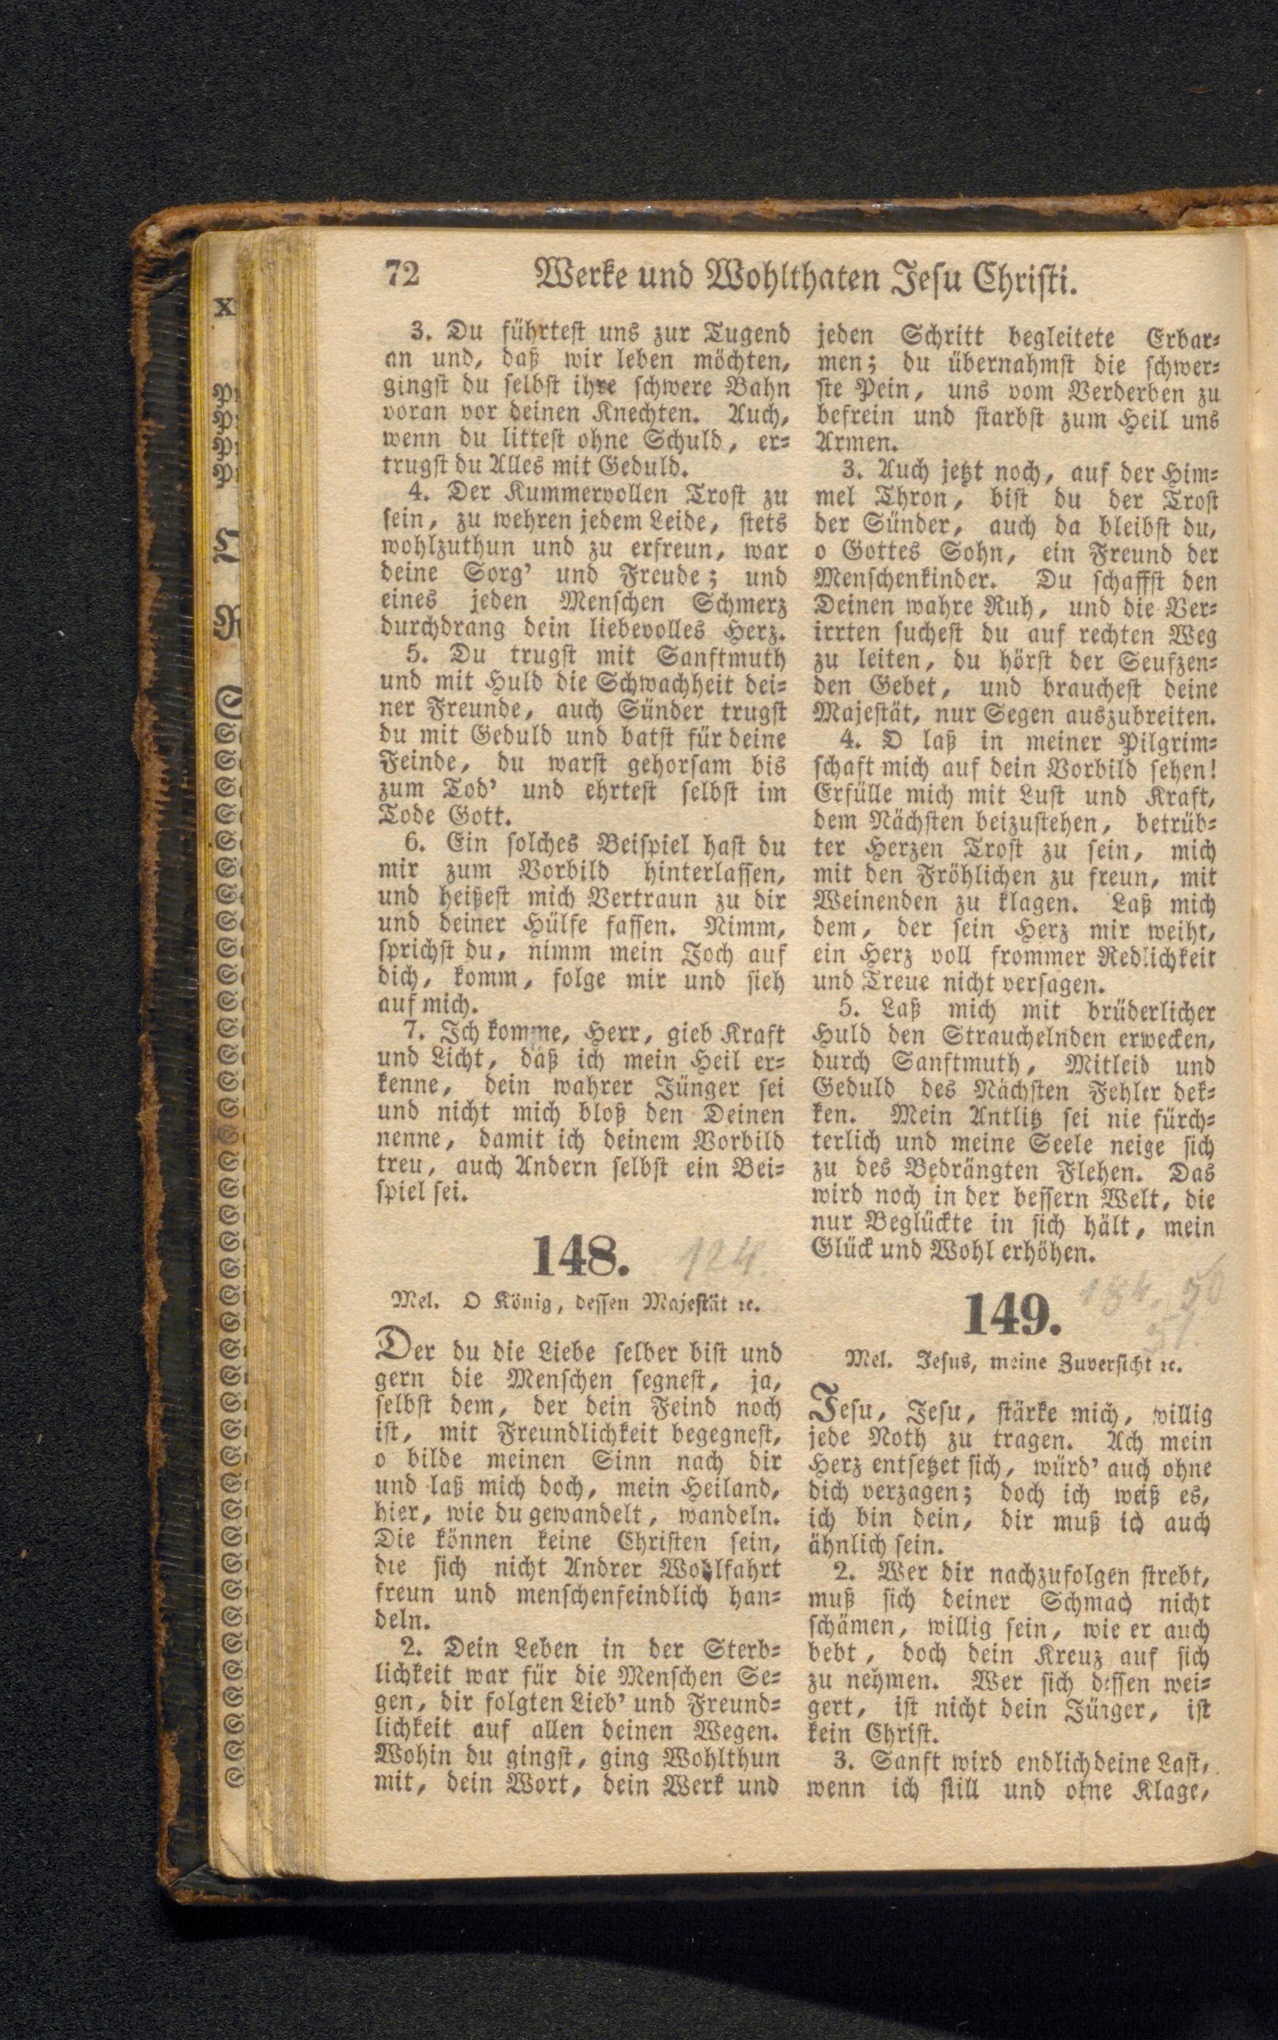 72 Werke und Wohlthaten Jesu Christi.
3. Du führtest uns zur Tugend
an und, daß wir leben möchten,
gingst du selbst ihre schwere Bahn
voran vor deinen Knechten. Auch,
wenn du littest ohne Schuld, er=
trugst du Alles mit Geduld.
4. Der Kummervollen Trost zu
sein, zu wehren jedem Leide, stets
wohlzuthun und zu erfreun, war
deine Sorg' und Freude; und
eines jeden Menschen Schmerz
durchdrang dein liebevolles Herz.
5. Du trugst mit Sanftmuth
und mit Huld die Schwachheit dei=
ner Freunde, auch Sünder trugst
du mit Geduld und batst für deine
Feinde, du warst gehorsam bis
zum Tod' und ehrtest selbst im
Tode Gott.
6. Ein solches Beispiel hast du
mir zum Vorbild hinterlassen,
und heißest mich Vertraun zu dir
und deiner Hülfe fassen. Nimm,
sprichst du, nimm mein Joch auf
dich, komm, folge mir und sieh
auf mich.
7. Ich komme, Herr, gieb Kraft
und Licht, daß ich mein Heil er=
kenne, dein wahrer Jünger sei
und nicht mich bloß den Deinen
nenne, damit ich deinem Vorbild
treu, auch Andern selbst ein Bei=
spiel sei.
148. 124.
Mel. O König, dessen Majestät ꝛc.
Der du die Liebe selber bist und
gern die Menschen segnest, ja,
selbst dem, der dein Feind noch
ist, mit Freundlichkeit begegnest,
o bilde meinen Sinn nach dir
und laß mich doch, mein Heiland,
hier, wie du gewandelt, wandeln.
Die können keine Christen sein,
die sich nicht Andrer Wohlfahrt
freun und menschenfeindlich han=
deln.
2. Dein Leben in der Sterb=
lichkeit war für die Menschen Se=
gen, dir folgten Lieb' und Freund=
lichkeit auf allen deinen Wegen.
Wohin du gingst, ging Wohlthun
mit, dein Wort, dein Werk und
jeden Schritt begleitete Erbar=
men; du übernahmst die schwer=
ste Pein, uns vom Verderben zu
befrein und starbst zum Heil uns
Armen.
3. Auch jetzt noch, auf der Him=
mel Thron, bist du der Trost
der Sünder, auch da bleibst du,
o Gottes Sohn, ein Freund der
Menschenkinder. Du schaffst den
Deinen wahre Ruh, und die Ver=
irrten suchest du auf rechten Weg
zu leiten, du hörst der Seufzen=
den Gebet, und brauchest deine
Majestät, nur Segen auszubreiten.
4. O laß in meiner Pilgrim=
schaft mich auf dein Vorbild sehen!
Erfülle mich mit Lust und Kraft,
dem Nächsten beizustehen, betrüb=
ter Herzen Trost zu sein, mich
mit den Fröhlichen zu freun, mit
Weinenden zu klagen. Laß mich
dem, der sein Herz mir weiht,
ein Herz voll frommer Redlichkeit
und Treue nicht versagen.
5. Laß mich mit brüderlicher
Huld den Strauchelnden erwecken,
durch Sanftmuth, Mitleid und
Geduld des Nächsten Fehler dek=
ken. Mein Antlitz sei nie fürch=
terlich und meine Seele neige sich
zu des Bedrängten Flehen. Das
wird noch in der bessern Welt, die
nur Beglückte in sich hält, mein
Glück und Wohl erhöhen.
149.
Mel. Jesus, meine Zuversicht ꝛc.
Jesu, Jesu, stärke mich, willig
jede Noth zu tragen. Ach mein
Herz entsetzet sich, würd' auch ohne
dich verzagen; doch ich weiß es,
ich bin dein, dir muß ich auch
ähnlich sein.
2. Wer dir nachzufolgen strebt,
muß sich deiner Schmach nicht
schämen, willig sein, wie er auch
bebt, doch dein Kreuz auf sich
zu nehmen. Wer sich dessen wei=
gert, ist nicht dein Jünger, ist
kein Christ.
3. Sanft wird endlich deine Last,
wenn ich still und ohne Klage,